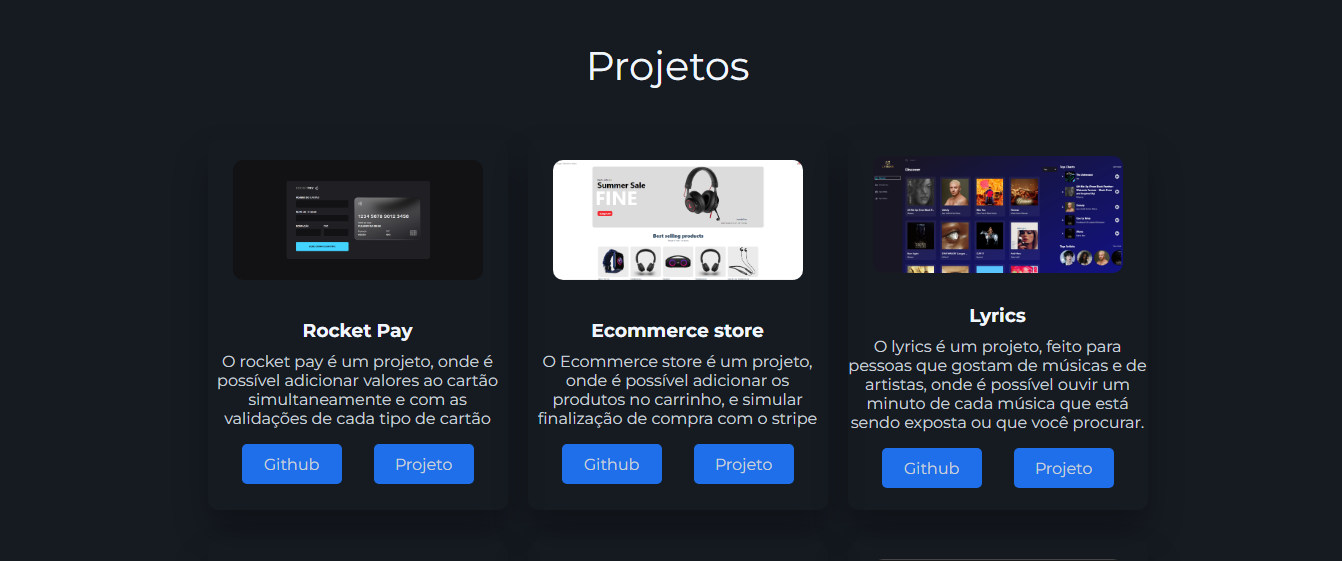 Projetos
1234 5678 9012 3456
Summer Sale
FINE
Best selling products
Discover
Top Charts
Top Artists
Rocket Pay
O rocket pay é um projeto, onde é
possível adicionar valores ao cartão
simultaneamente e com as
validações de cada tipo de cartão
Github
Projeto
Ecommerce store
O Ecommerce store é um projeto,
onde é possível adicionar os
produtos no carrinho, e simular
finalização de compra com o stripe
Github
Projeto
Lyrics
O lyrics é um projeto, feito para
pessoas que gostam de músicas e de
artistas, onde é possível ouvir um
minuto de cada música que está
sendo exposta ou que você procurar.
Github
Projeto